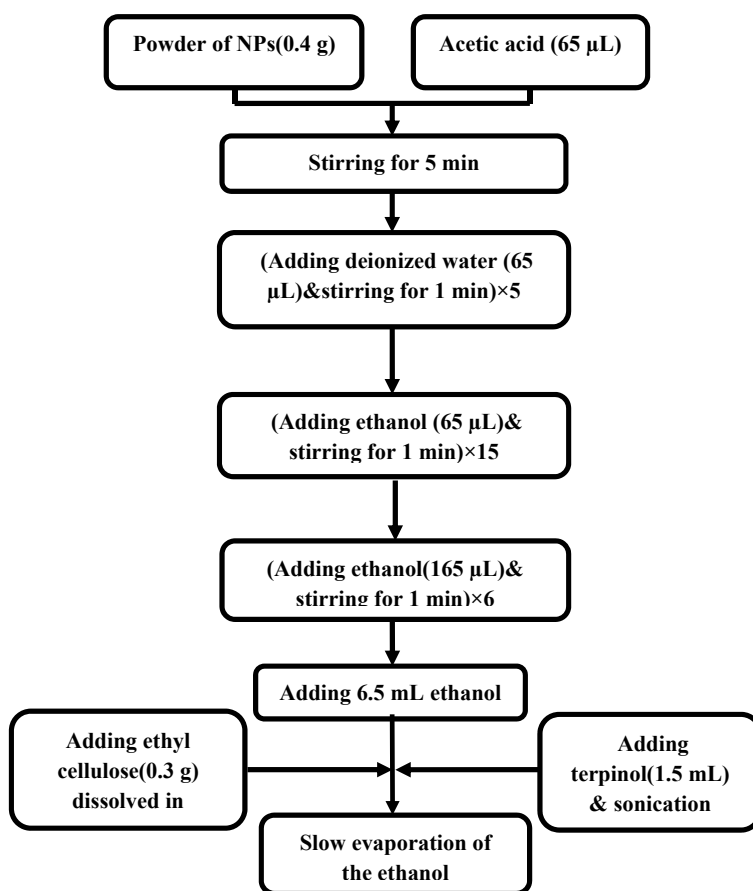 Powder of NPs(0.4 g)
Acetic acid (65 µL)
Stirring for 5 min
(Adding deionized water (65
µL)&stirring for 1 min)×5
(Adding ethanol (65 µL)&
stirring for 1 min)×15
(Adding ethanol(165 µL)&
stirring for 1 min)×6
Adding 6.5 mL ethanol
Adding ethyl
cellulose(0.3 g)
dissolved in
Adding
terpinol(1.5 mL)
& sonication
Slow evaporation of
the ethanol